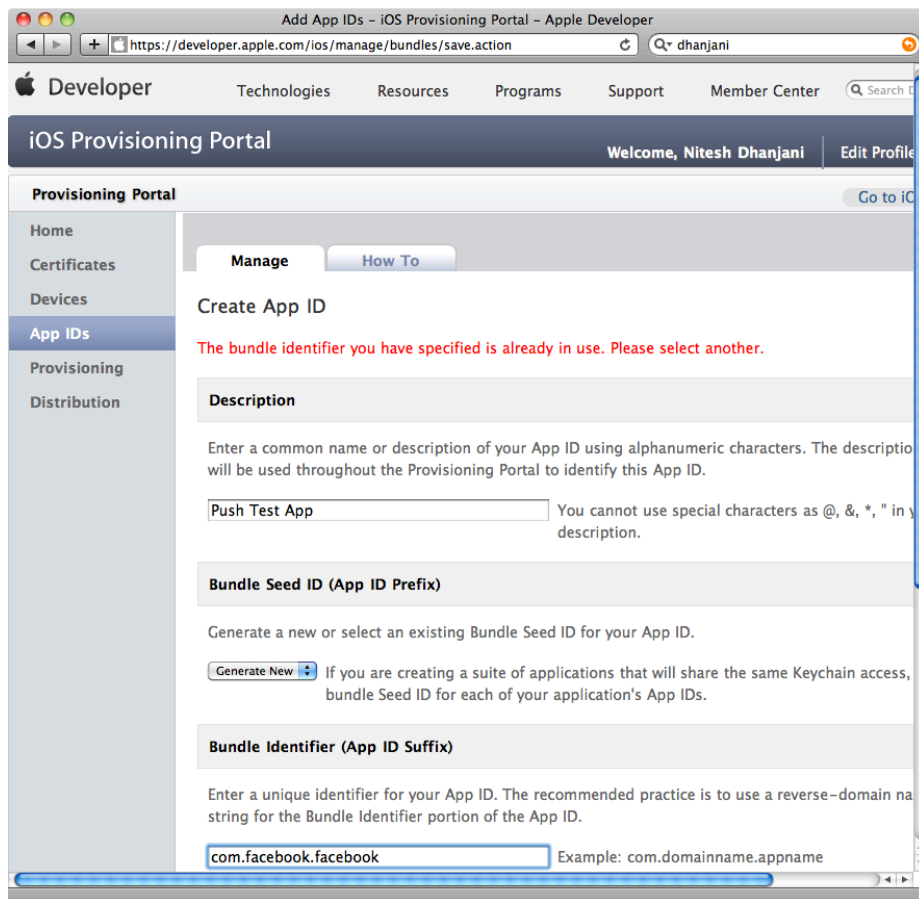 Add App IDs – iOS Provisioning Portal – Apple Developer
https://developer.apple.com/ios/manage/bundles/save.action
dhanjani
Developer
Technologies
Resources
Programs
Support
Member Center
Search
iOS Provisioning Portal
Welcome, Nitesh Dhanjani
Edit Profile
Provisioning Portal
Go to
Home
Certificates
Devices
App IDs
Provisioning
Distribution
Manage
How To
Create App ID
The bundle identifier you have specified is already in use. Please select another.
Description
Enter a common name or description of your App ID using alphanumeric characters. The descriptio
will be used throughout the Provisioning Portal to identify this App ID.
Push Test App
You cannot use special characters as @, &, *, " in
description.
Bundle Seed ID (App ID Prefix)
Generate a new or select an existing Bundle Seed ID for your App ID.
Generate New
If you are creating a suite of applications that will share the same Keychain access,
bundle Seed ID for each of your application's App IDs.
Bundle Identifier (App ID Suffix)
Enter a unique identifier for your App ID. The recommended practice is to use a reverse-domain na
string for the Bundle Identifier portion of the App ID.
com.facebook.facebook
Example: com.domainname.appname